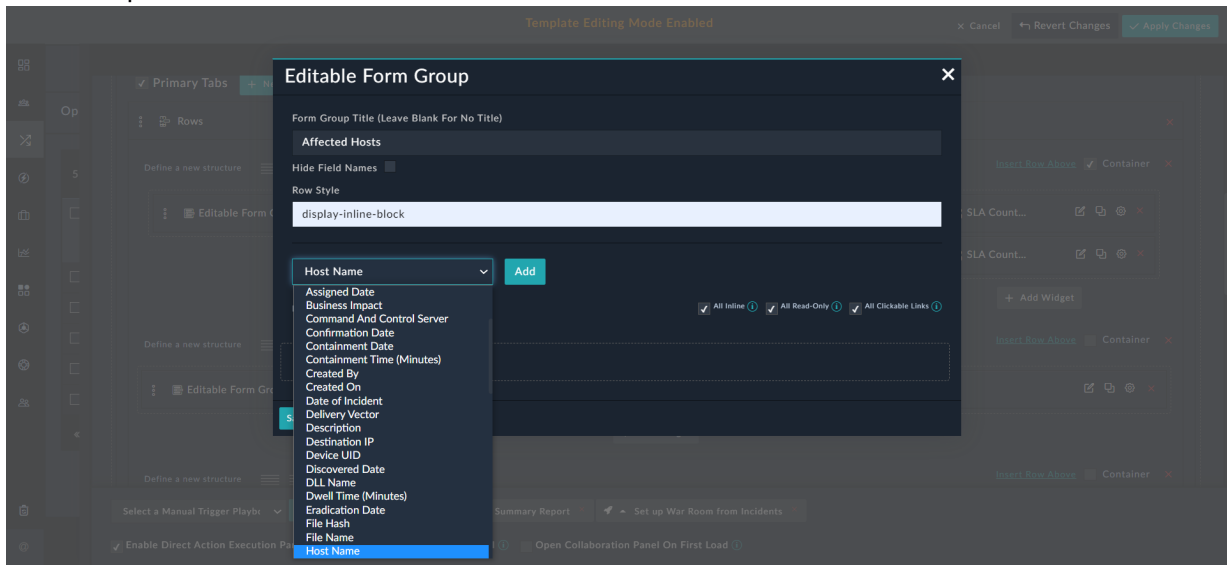 Template Editing Mode Enabled
× Cancel
Revert Changes
Apply Changes
Primary Tabs
Op
Rows
Define a new structure
Insert Row Above
Container
S
Editable Form
SLA Count...
SLA Count...
+ Add Widget
Define a new structure
Insert Row Above
Container
Editable Form Gro
Define a new structure
Insert Row Above
Container
Editable Form Group
Form Group Title (Leave Blank For No Title)
Affected Hosts
Hide Field Names
Row Style
display-inline-block
Host Name
Add
All Inline
All Read-Only
All Clickable Links
Assigned Date
Business Impact
Command And Control Server
Confirmation Date
Containment Date
Containment Time (Minutes)
Created By
Created On
Date of Incident
Delivery Vector
Description
Destination IP
Device UID
Discovered Date
DLL Name
Dwell Time (Minutes)
Eradication Date
File Hash
File Name
Host Name
Select a Manual Trigger Playb
Summary Report
Set up War Room from Incidents
Enable Direct Action Execution Pa
Open Collaboration Panel On First Load